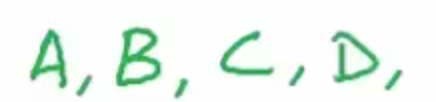 A, B, C, D,